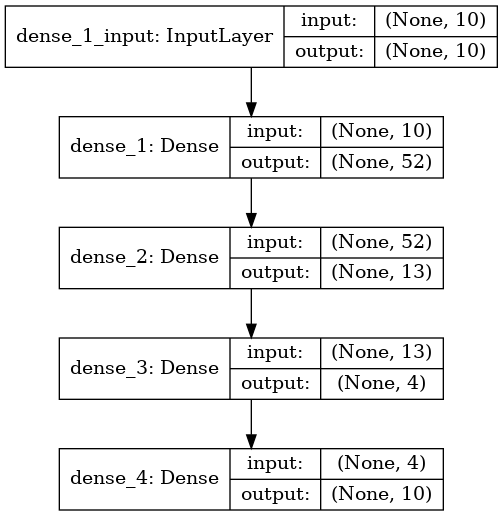 dense_1_input: InputLayer input: (None, 10)
output: (None, 10)
dense_1: Dense input: (None, 10)
output: (None, 52)
dense_2: Dense input: (None, 52)
output: (None, 13)
dense_3: Dense input: (None, 13)
output: (None, 4)
dense_4: Dense input: (None, 4)
output: (None, 10)